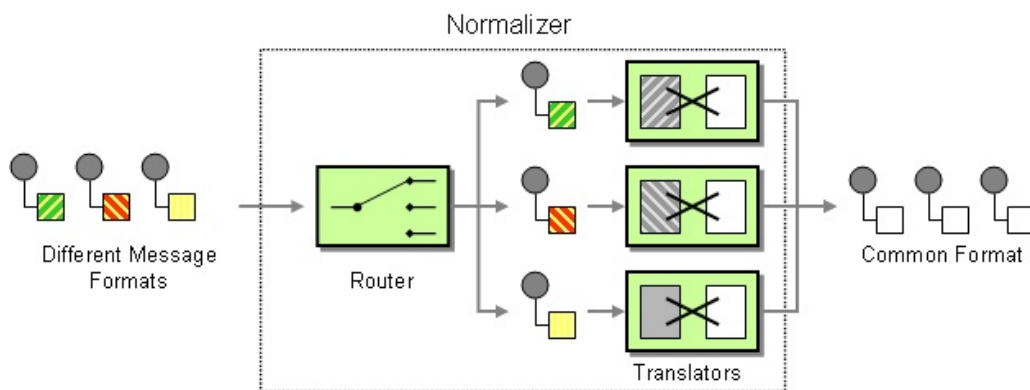 Normalizer
Different Message
Formats
Router
Translators
Common Format